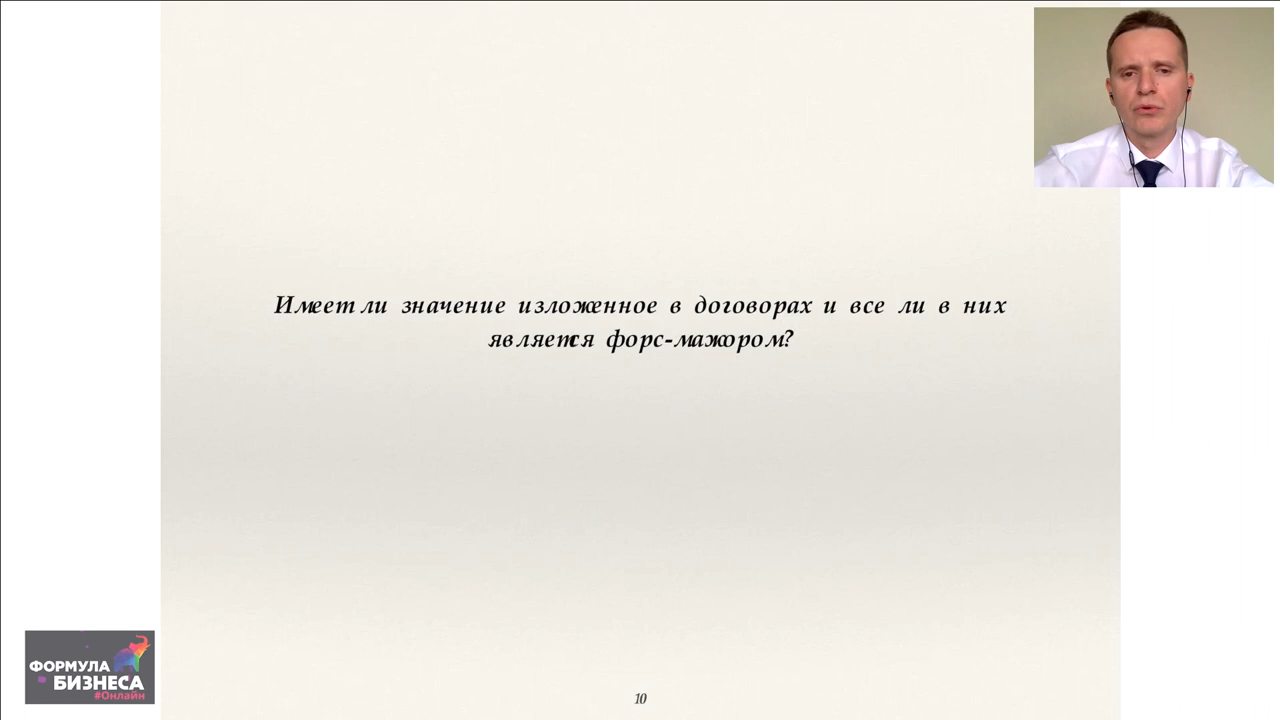 Имеет ли значение изложенное в договорах и все ли в них
является форс-мажором?
ФОРМУЛА
БИЗНЕСА
#Онлайн
10